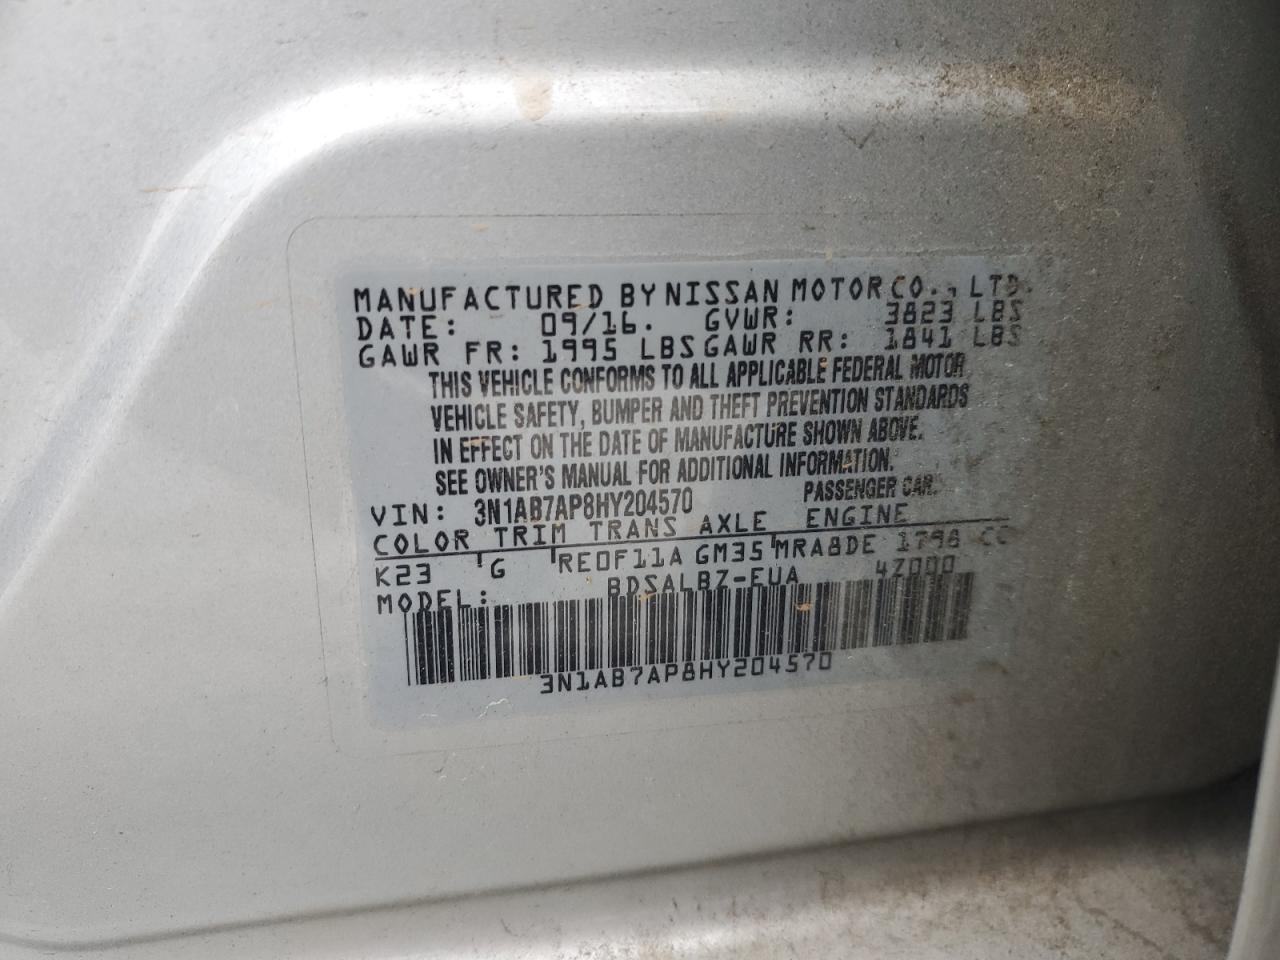 MANUFACTURED BY NISSAN MOTOR CO., LTD.
DATE: 09/16. GVWR: 3823 LBS
GAWR FR: 1995 LBS GAWR RR: 1841 LBS
THIS VEHICLE CONFORMS TO ALL APPLICABLE FEDERAL MOTOR
VEHICLE SAFETY, BUMPER AND THEFT PREVENTION STANDARDS
IN EFFECT ON THE DATE OF MANUFACTURE SHOWN ABOVE.
SEE OWNER'S MANUAL FOR ADDITIONAL INFORMATION.
VIN: 3N1AB7AP8HY204570 PASSENGER CAR.
COLOR TRIM TRANS AXLE ENGINE
K23 G RE0F11A GM35 MRA8DE 1798 CC
MODEL: BDSALBZ-EUA 4Z000
3N1AB7AP8HY204570